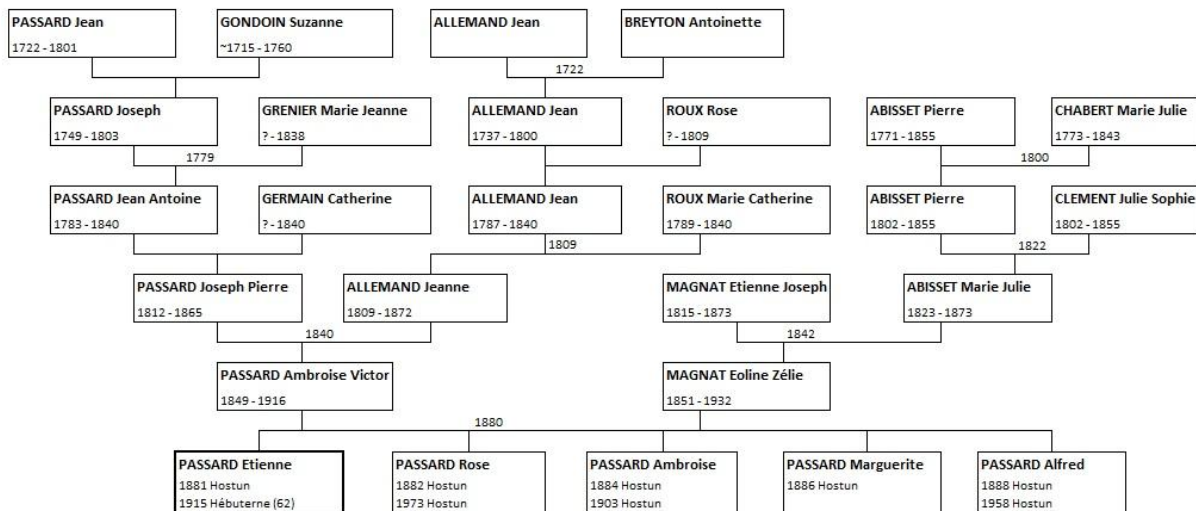 PASSARD Jean
1722 - 1801
GONDOIN Suzanne
~1715 - 1760
ALLEMAND Jean
BREYTON Antoinette
1722
PASSARD Joseph
1749 - 1803
GRENIER Marie Jeanne
? - 1838
ALLEMAND Jean
1737 - 1800
ROUX Rose
? - 1809
ABISSET Pierre
1771 - 1855
CHABERT Marie Julie
1773 - 1843
1779
1800
PASSARD Jean Antoine
1783 - 1840
GERMAIN Catherine
? - 1840
ALLEMAND Jean
1787 - 1840
ROUX Marie Catherine
1789 - 1840
ABISSET Pierre
1802 - 1855
CLEMENT Julie Sophie
1802 - 1855
1809
1822
PASSARD Joseph Pierre
1812 - 1865
ALLEMAND Jeanne
1809 - 1872
MAGNAT Etienne Joseph
1815 - 1873
ABISSET Marie Julie
1823 - 1873
1840
1842
PASSARD Ambroise Victor
1849 - 1916
MAGNAT Eoline Zélie
1851 - 1932
1880
PASSARD Etienne
1881 Hostun
1915 Hébuterne (62)
PASSARD Rose
1882 Hostun
1973 Hostun
PASSARD Ambroise
1884 Hostun
1903 Hostun
PASSARD Marguerite
1886 Hostun
PASSARD Alfred
1888 Hostun
1958 Hostun